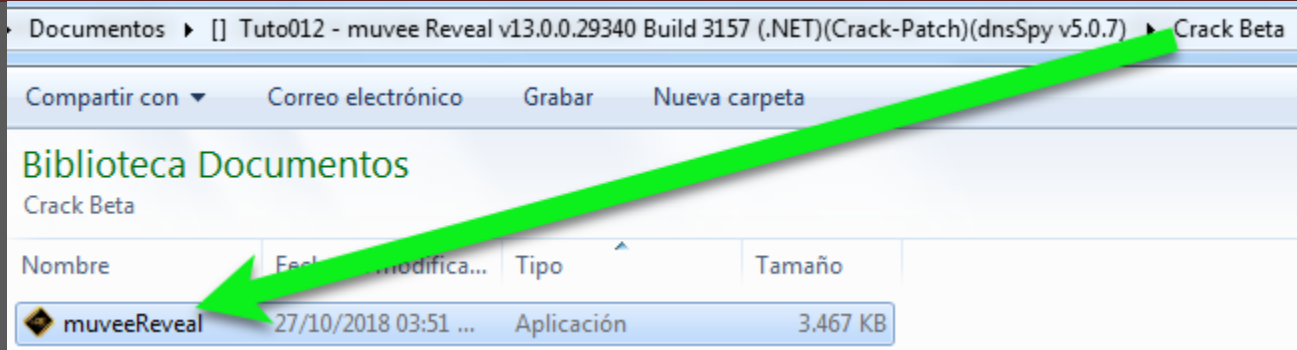 Documentos ▸ [] Tuto012 - muvee Reveal v13.0.0.29340 Build 3157 (.NET)(Crack-Patch)(dnsSpy v5.0.7) ▸ Crack Beta
Compartir con ▼ Correo electrónico Grabar Nueva carpeta
Biblioteca Documentos
Crack Beta
Nombre modifica... Tipo Tamaño
muveeReveal 27/10/2018 03:51 ... Aplicación 3.467 KB